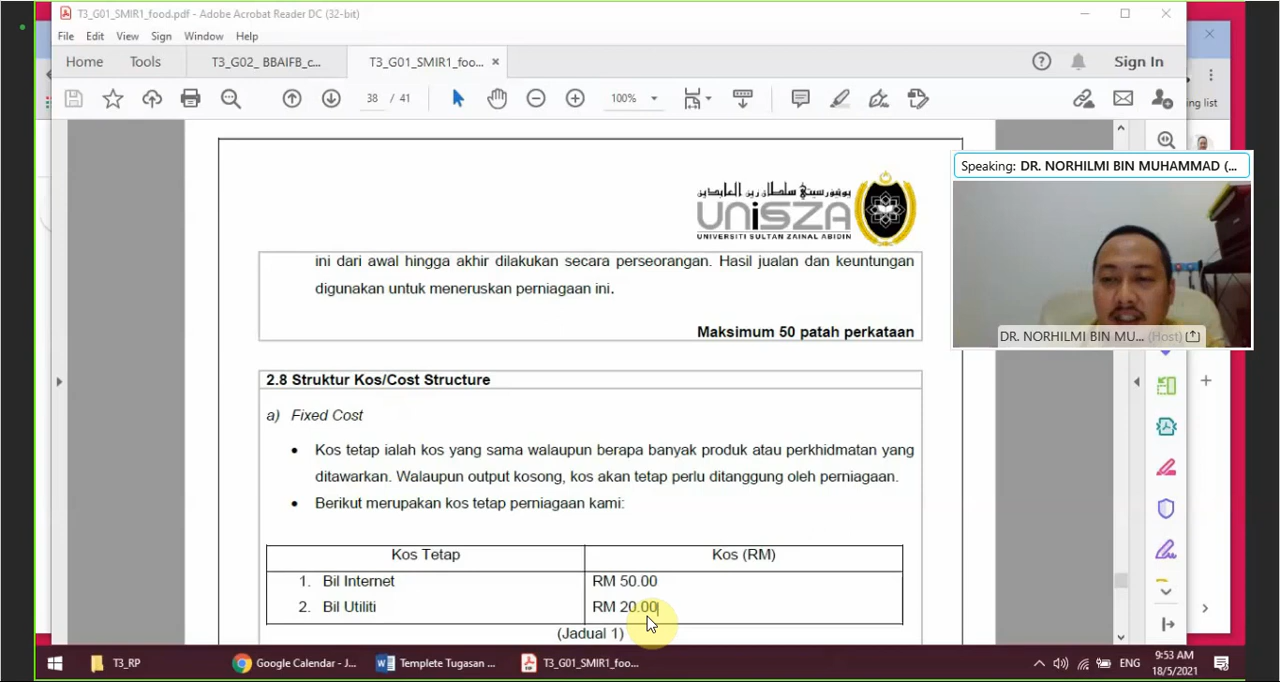 T3_G01_SMIR1_food.pdf - Adobe Acrobat Reader DC (32-bit)
File Edit View Sign Window Help
Home Tools T3_G02_ BBAIFB_c... T3_G01_SMIR1_foo... × Sign In
38 / 41 100% ing list
Speaking: DR. NORHILMI BIN MUHAMMAD (...
يونيورسيتي سلطان زين العابدين
UniSZA
UNIVERSITI SULTAN ZAINAL ABIDIN
ini dari awal hingga akhir dilakukan secara perseorangan. Hasil jualan dan keuntungan
digunakan untuk meneruskan perniagaan ini.
DR. NORHILMI BIN MU... (Host)
Maksimum 50 patah perkataan
2.8 Struktur Kos/Cost Structure
a) Fixed Cost
• Kos tetap ialah kos yang sama walaupun berapa banyak produk atau perkhidmatan yang
ditawarkan. Walaupun output kosong, kos akan tetap perlu ditanggung oleh perniagaan.
• Berikut merupakan kos tetap perniagaan kami:
Kos Tetap Kos (RM)
1. Bil Internet RM 50.00
2. Bil Utiliti RM 20.00
(Jadual 1)
T3_RP Google Calendar - J... Templete Tugasan ... T3_G01_SMIR1_foo... ENG 9:53 AM
18/5/2021